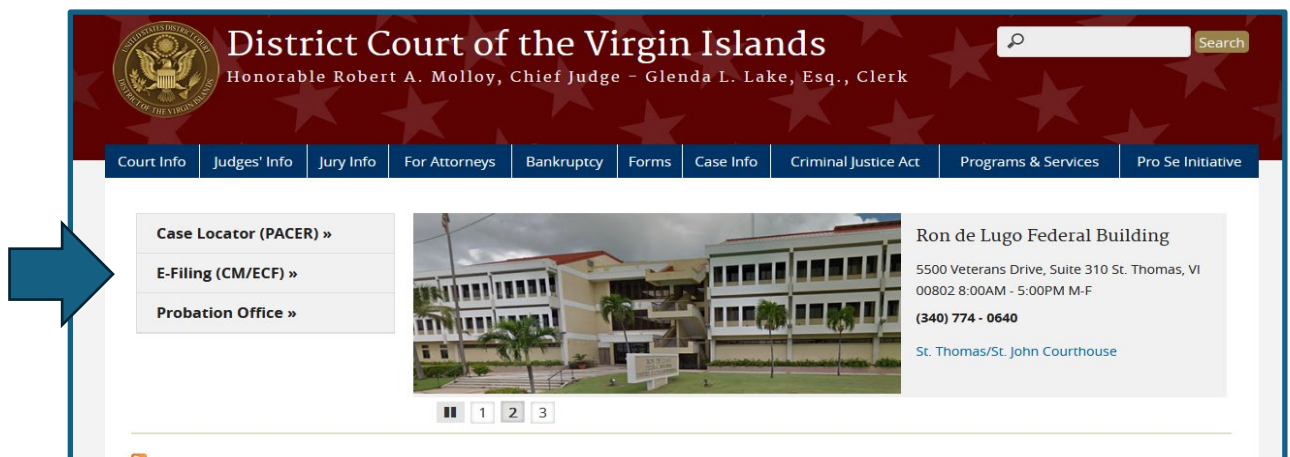 District Court of the Virgin Islands
Honorable Robert A. Molloy, Chief Judge - Glenda L. Lake, Esq., Clerk
Search
Court Info
Judges' Info
Jury Info
For Attorneys
Bankruptcy
Forms
Case Info
Criminal Justice Act
Programs & Services
Pro Se Initiative
Case Locator (PACER) »
E-Filing (CM/ECF) »
Probation Office »
Ron de Lugo Federal Building
5500 Veterans Drive, Suite 310 St. Thomas, VI
00802 8:00AM - 5:00PM M-F
(340) 774 - 0640
St. Thomas/St. John Courthouse
1
2
3